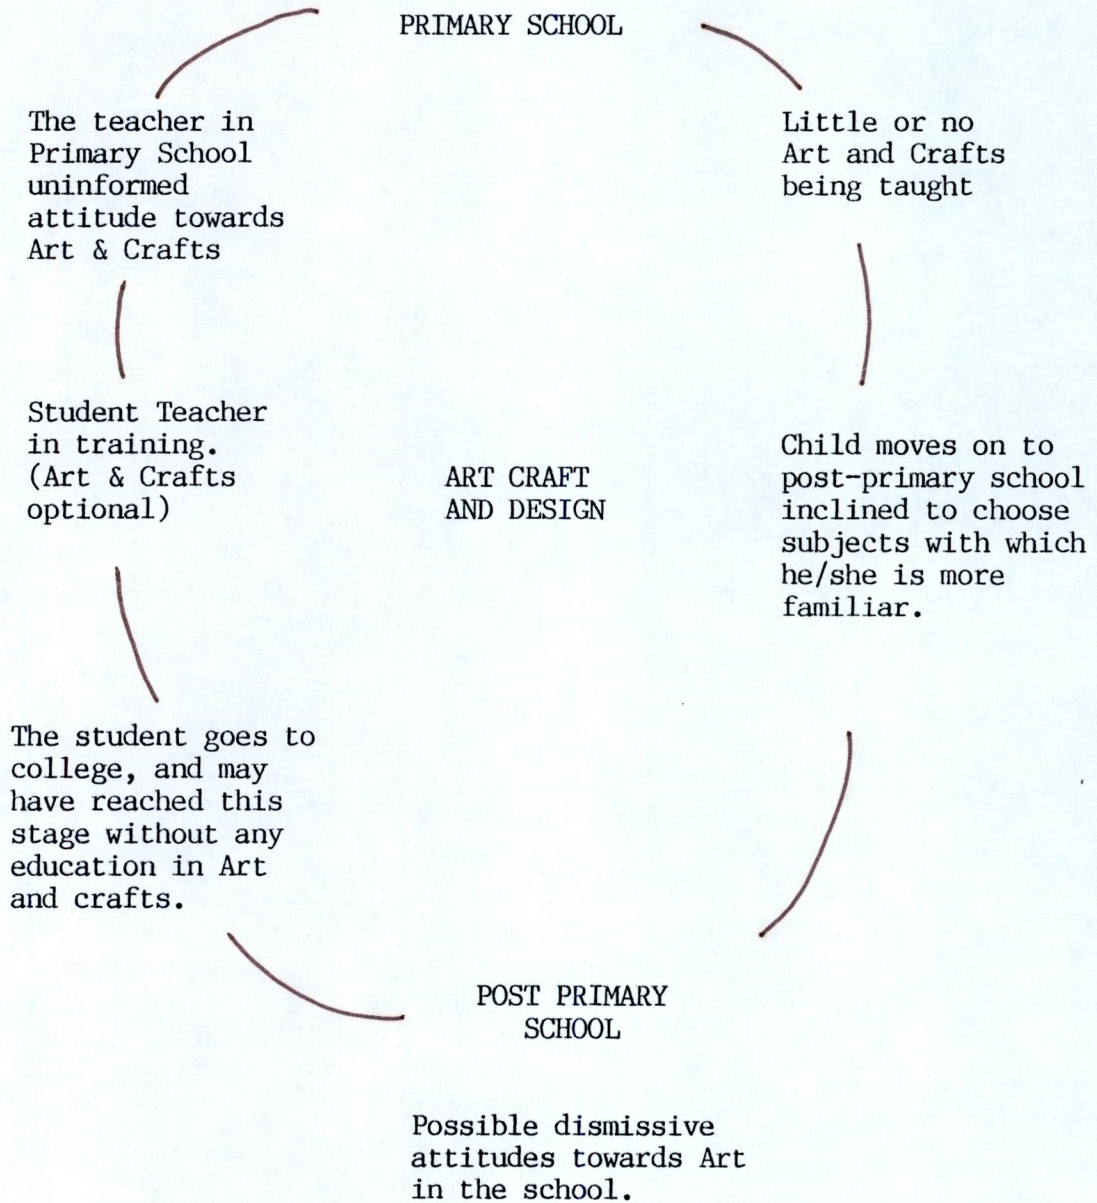 PRIMARY SCHOOL
Little or no
Art and Crafts
being taught
Child moves on to
post-primary school
inclined to choose
subjects with which
he/she is more
familiar.
POST PRIMARY
SCHOOL
Possible dismissive
attitudes towards Art
in the school.
The student goes to
college, and may
have reached this
stage without any
education in Art
and crafts.
Student Teacher
in training.
(Art & Crafts
optional)
The teacher in
Primary School
uninformed
attitude towards
Art & Crafts
ART CRAFT
AND DESIGN